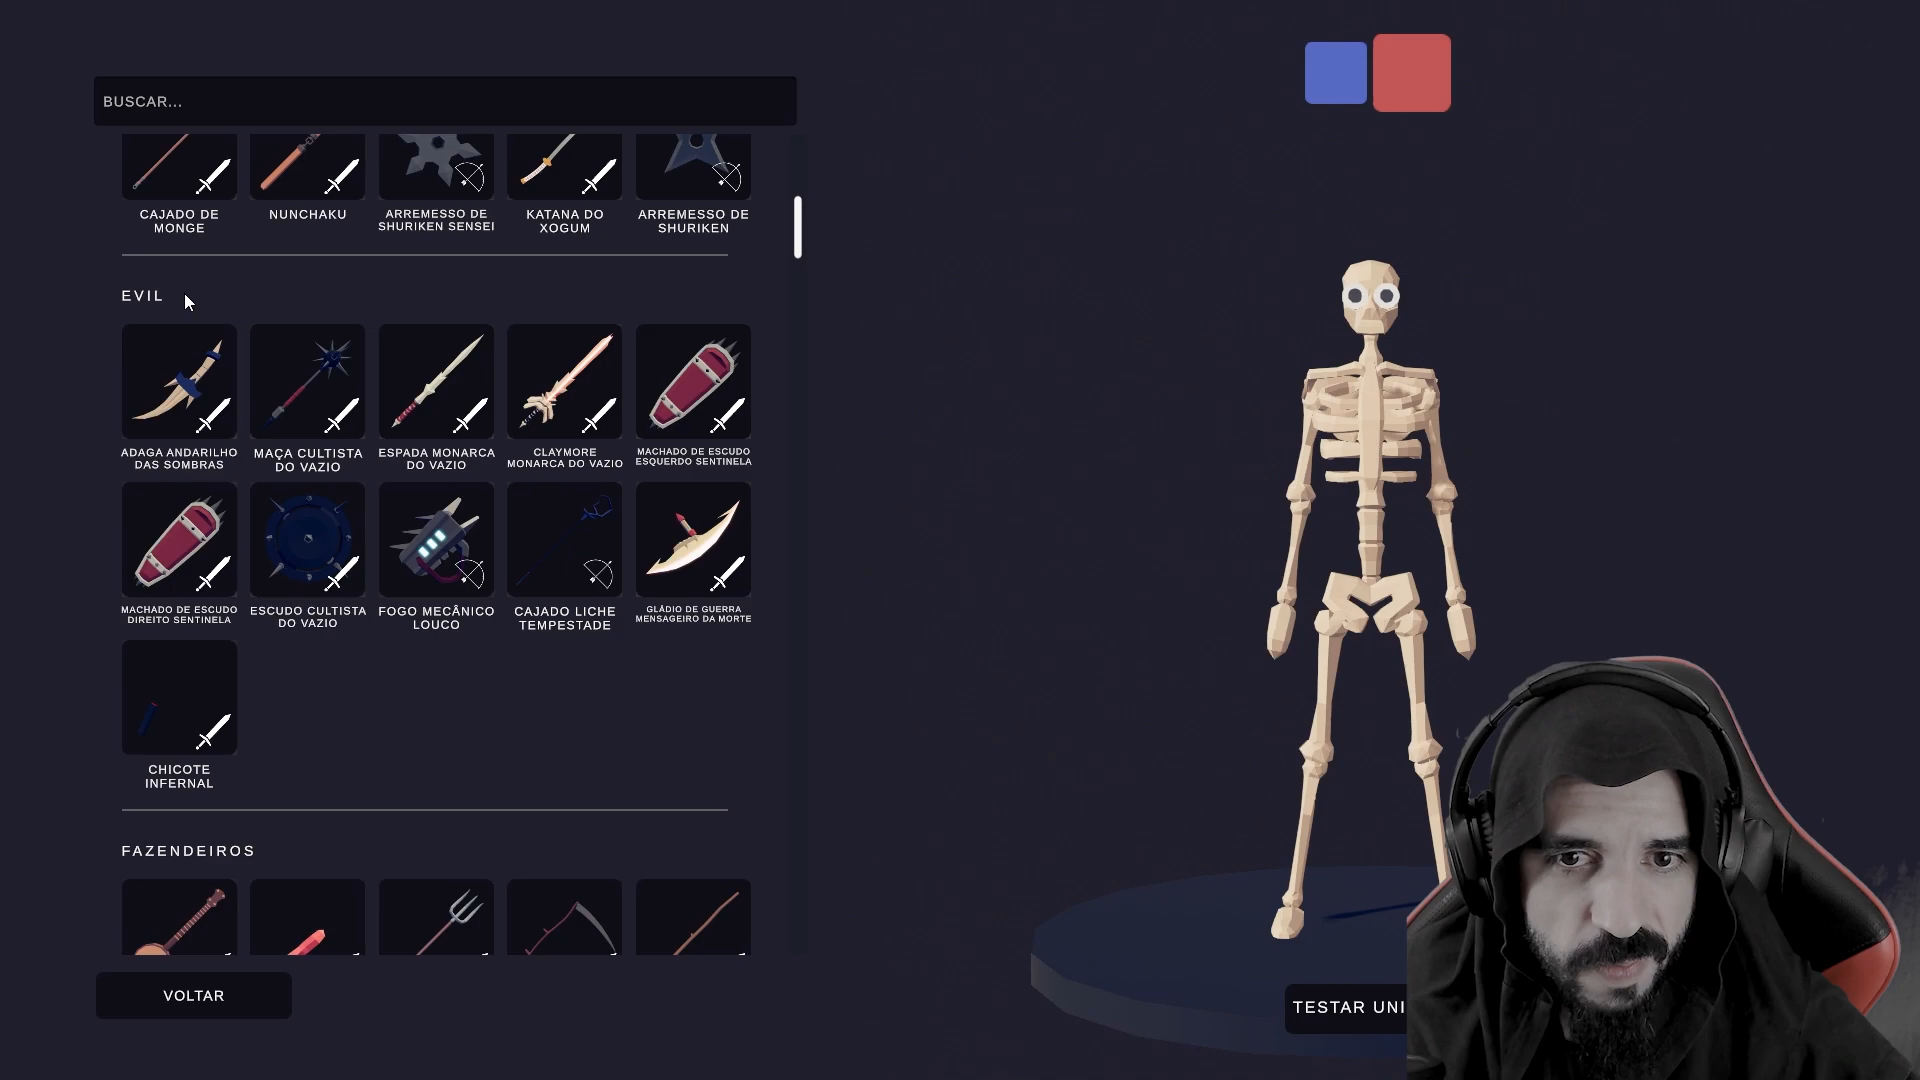 BUSCAR...
CAJADO DE
MONGE
NUNCHAKU
ARREMESSO DE
SHURIKEN SENSEI
KATANA DO
XOGUM
ARREMESSO DE
SHURIKEN
EVIL
ADAGA ANDARILHO
DAS SOMBRAS
MAÇA CULTISTA
DO VAZIO
ESPADA MONARCA
DO VAZIO
CLAYMORE
MONARCA DO VAZIO
MACHADO DE ESCUDO
ESQUERDO SENTINELA
MACHADO DE ESCUDO
DIREITO SENTINELA
ESCUDO CULTISTA
DO VAZIO
FOGO MECÂNICO
LOUCO
CAJADO LICHE
TEMPESTADE
GLÁDIO DE GUERRA
MENSAGEIRO DA MORTE
CHICOTE
INFERNAL
FAZENDEIROS
VOLTAR
TESTAR UNI